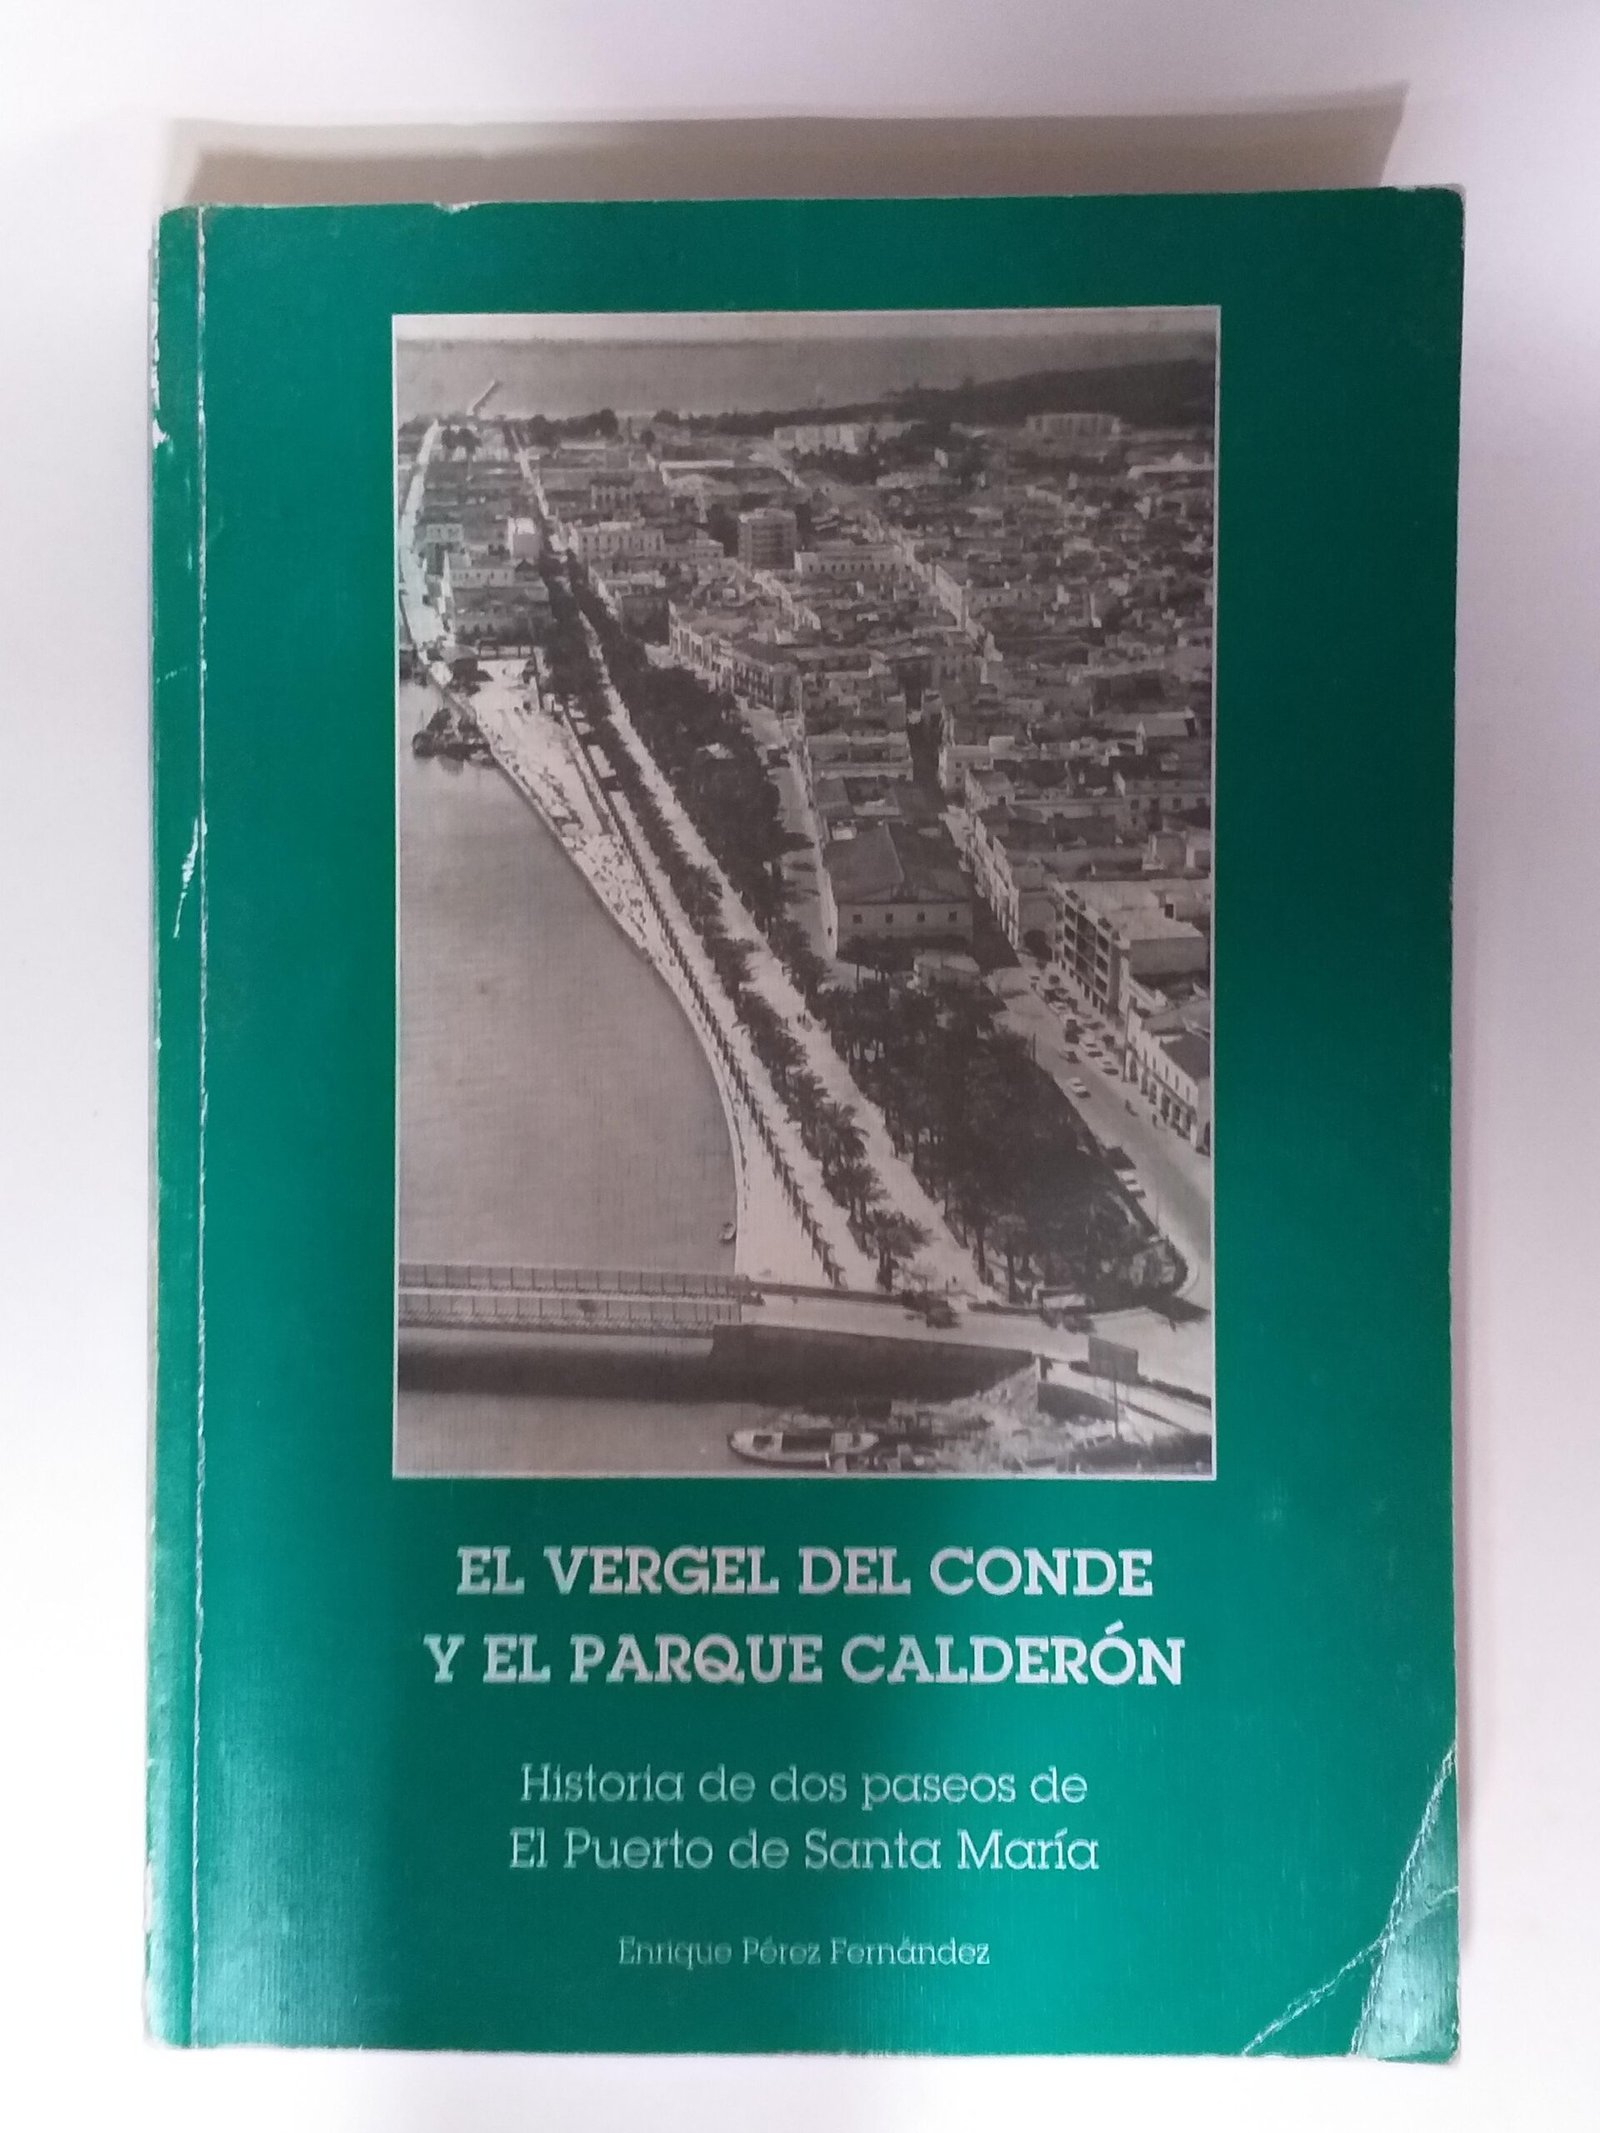 EL VERGEL DEL CONDE
Y EL PARQUE CALDERÓN
Historia de dos paseos de
El Puerto de Santa María
Enrique Pérez Fernández